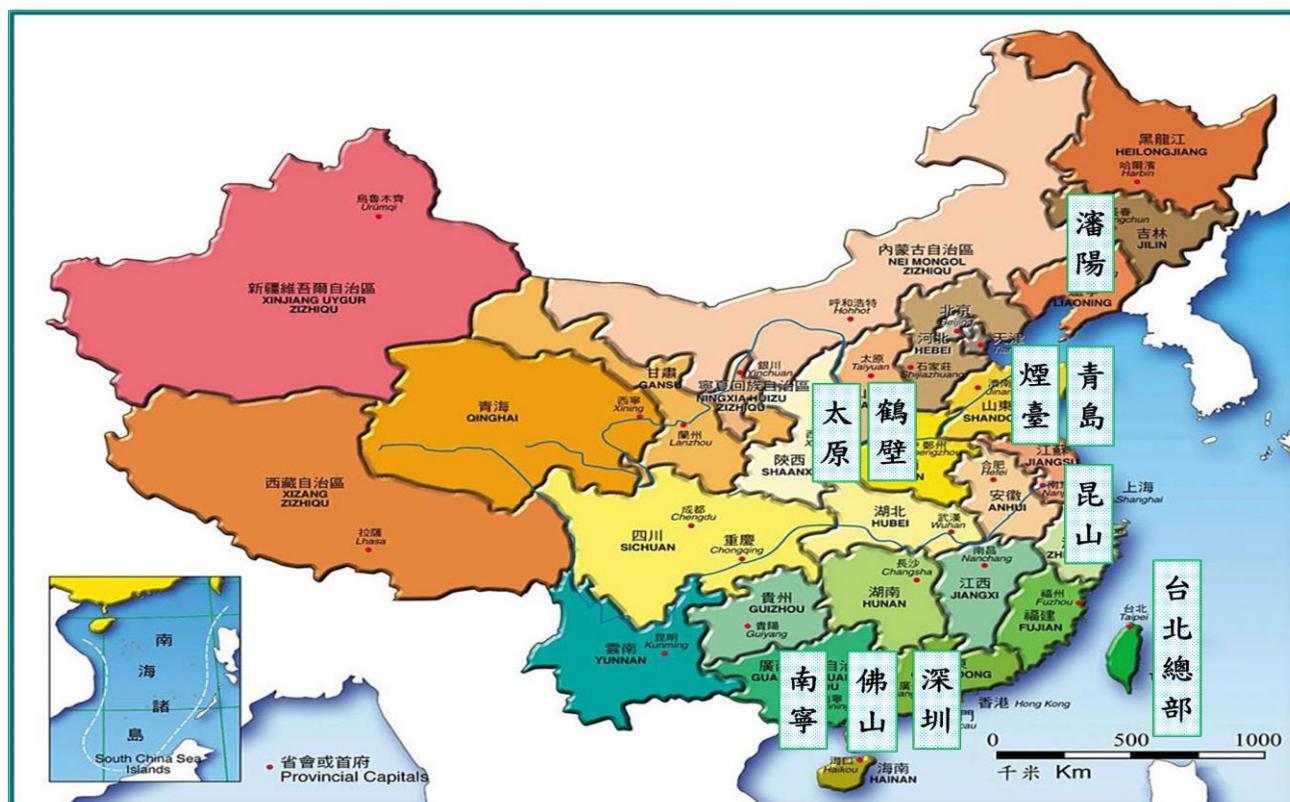 黑龍江
HEILONGJIANG
哈爾濱
Harbin
瀋陽
吉林
JILIN
LIAONING
烏魯木齊
Ürümqi
新疆維吾爾自治區
XINJIANG UYGUR
ZIZHIQU
內蒙古自治區
NEI MONGOL
ZIZHIQU
呼和浩特
Hohhot
北京
Beijing
天津
河北
HEBEI
石家莊
Shijiazhuang
太原
Taiyuan
甘肅
GANSU
銀川
Yinchuan
寧夏回族自治區
NINGXIA HUIZU
ZIZHIQU
青海
QINGHAI
西寧
Xining
蘭州
Lanzhou
太原
鶴壁
煙臺
青島
濟南
Jinan
山東
陝西
鄭州
西藏自治區
XIZANG
ZIZHIQU
拉薩
Lhasa
江蘇
JIANGSU
合肥
Hefei
安徽
ANHUI
昆山
上海
Shanghai
四川
SICHUAN
成都
Chengdu
重慶
Chongqing
湖北
HUBEI
武漢
Wuhan
長沙
Changsha
湖南
HUNAN
南昌
Nanchang
江西
JIANGXI
貴州
GUIZHOU
貴陽
Guiyang
福州
Fuzhou
福建
FUJIAN
台北
Taipei
台北總部
雲南
YUNNAN
昆明
Kunming
南寧
佛山
深圳
香港 Hong Kong
海口
Haikou
海南
HAINAN
南
海
諸
島
South China Sea
Islands
省會或首府
Provincial Capitals
0 500 1000
千米 Km